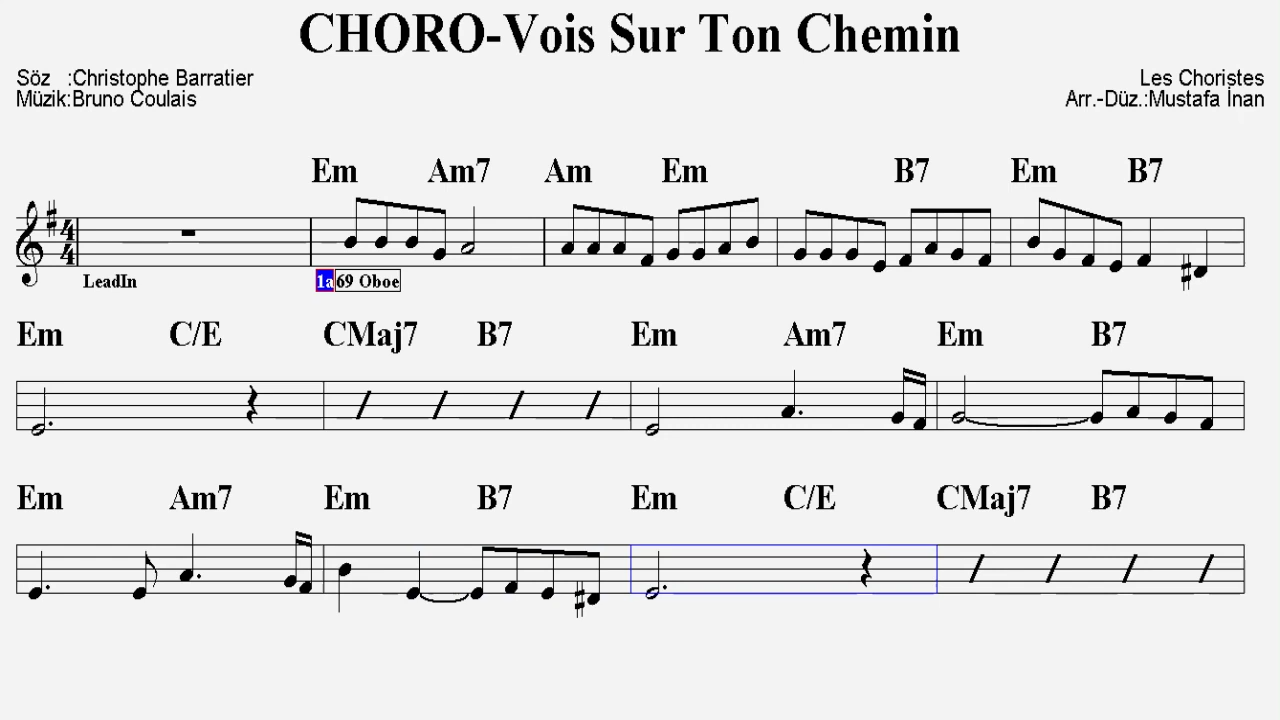 CHORO-Vois Sur Ton Chemin
Söz :Christophe Barratier
Les Choristes
Müzik:Bruno Coulais
Arr.-Düz.:Mustafa İnan
Em Am7 Am Em B7 Em B7
4
4
LeadIn 1a 69 Oboe
Em C/E CMaj7 B7 Em Am7 Em B7
Em Am7 Em B7 Em C/E CMaj7 B7